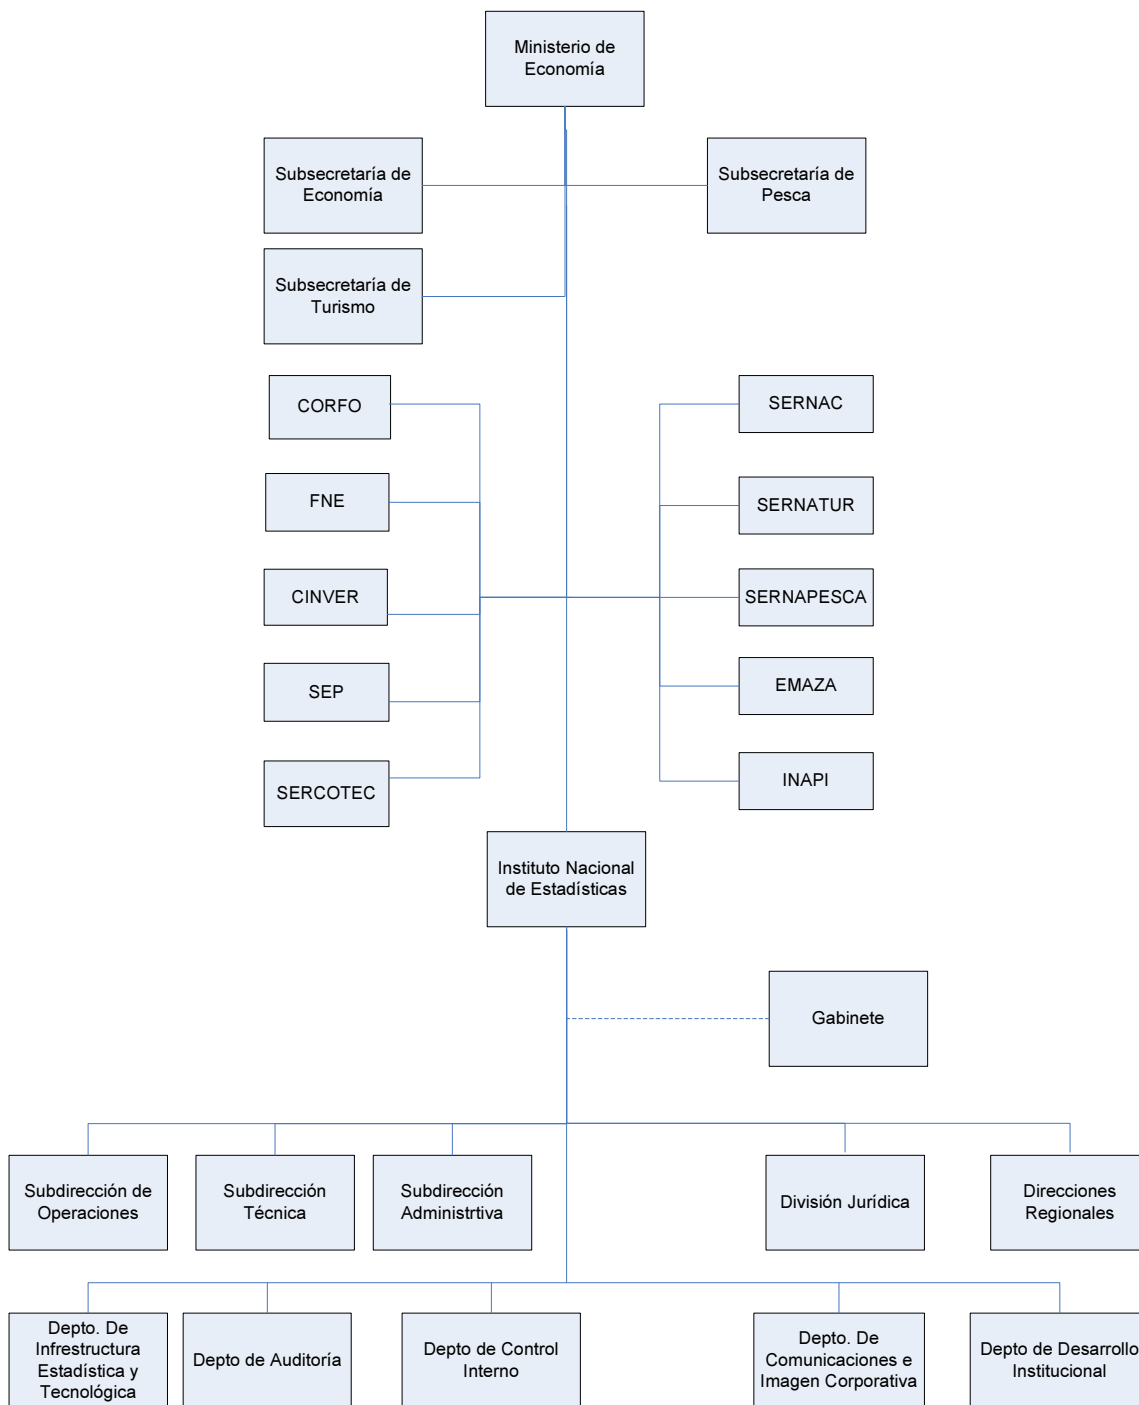 Ministerio de
Economía
Subsecretaría de
Economía
Subsecretaría de
Pesca
Subsecretaría de
Turismo
CORFO
SERNAC
FNE
SERNATUR
CINVER
SERNAPESCA
SEP
EMAZA
SERCOTEC
INAPI
Instituto Nacional
de Estadísticas
Gabinete
Subdirección de
Operaciones
Subdirección
Técnica
Subdirección
Administrtiva
División Jurídica
Direcciones
Regionales
Depto. De
Infrestructura
Estadística y
Tecnológica
Depto de Auditoría
Depto de Control
Interno
Depto. De
Comunicaciones e
Imagen Corporativa
Depto de Desarrollo
Institucional